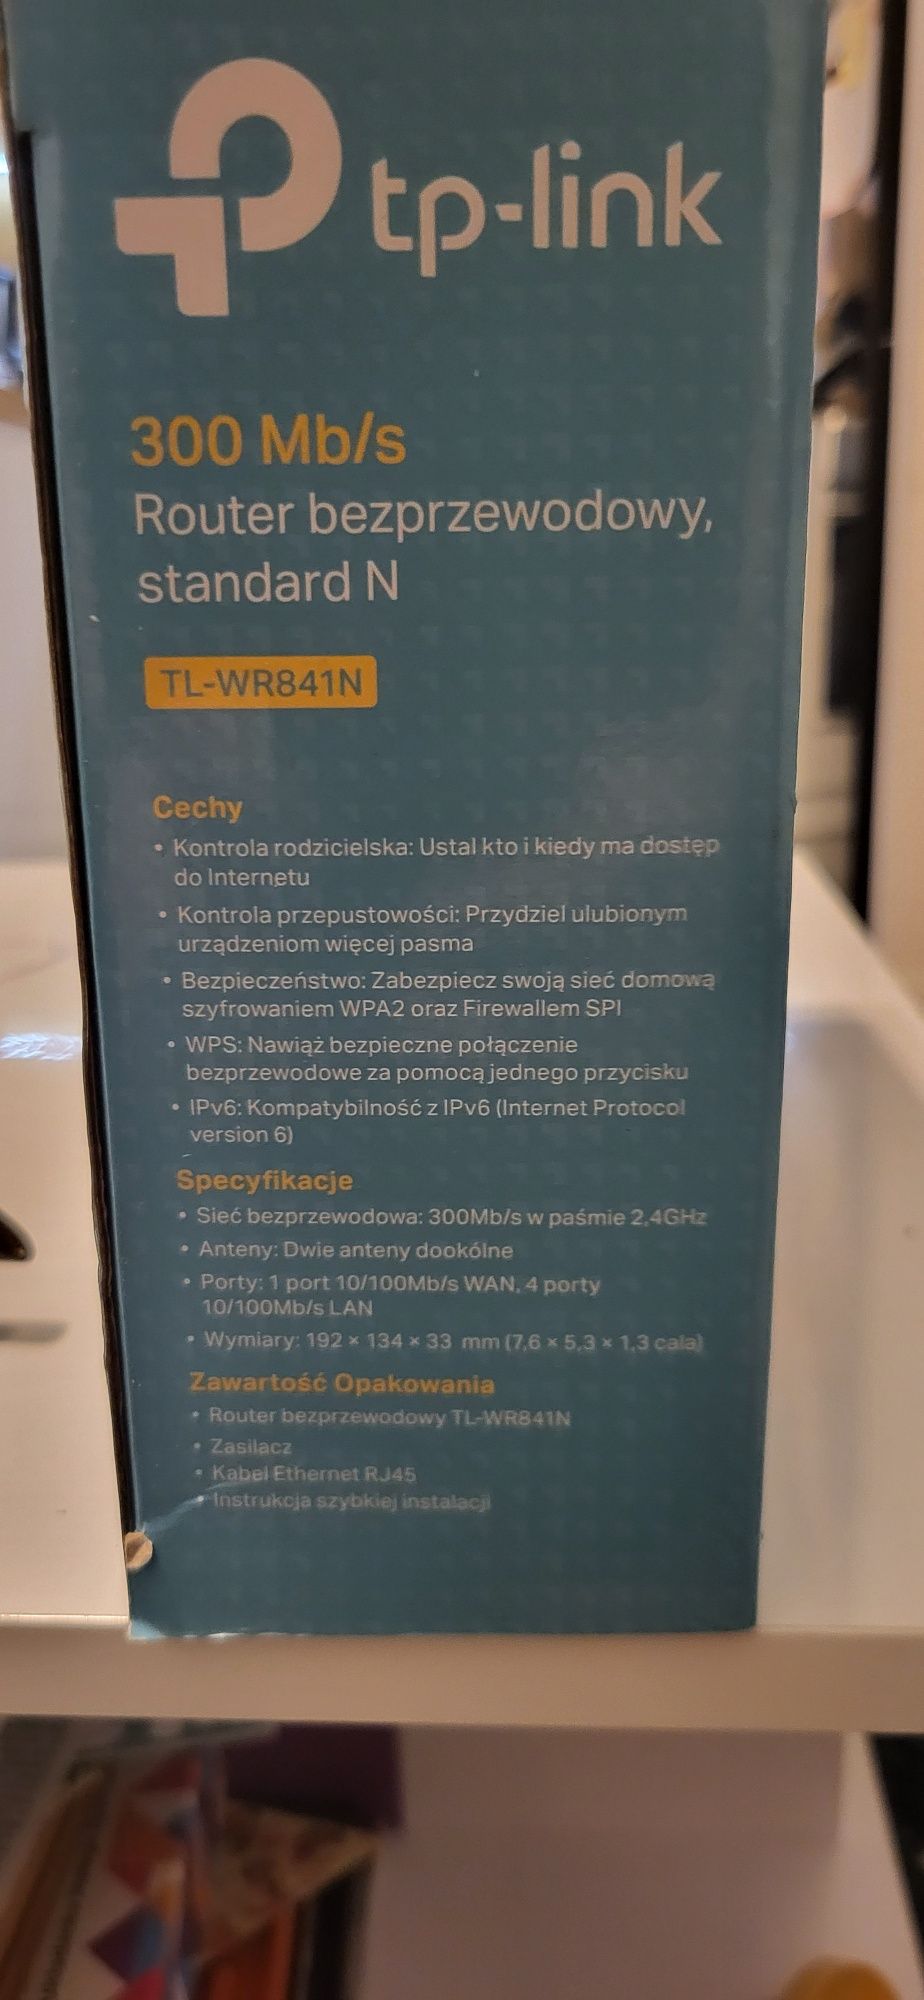 tp-link
300 Mb/s
Router bezprzewodowy,
standard N
TL-WR841N
Cechy
• Kontrola rodzicielska: Ustal kto i kiedy ma dostęp
do Internetu
• Kontrola przepustowości: Przydziel ulubionym
urządzeniom więcej pasma
• Bezpieczeństwo: Zabezpiecz swoją sieć domową
szyfrowaniem WPA2 oraz Firewallem SPI
• WPS: Nawiąż bezpieczne połączenie
bezprzewodowe za pomocą jednego przycisku
• IPv6: Kompatybilność z IPv6 (Internet Protocol
version 6)
Specyfikacje
• Sieć bezprzewodowa: 300Mb/s w paśmie 2,4GHz
• Anteny: Dwie anteny dookólne
• Porty: 1 port 10/100Mb/s WAN, 4 porty
10/100Mb/s LAN
• Wymiary: 192 × 134 × 33 mm (7,6 × 5,3 × 1,3 cala)
Zawartość Opakowania
• Router bezprzewodowy TL-WR841N
• Zasilacz
• Kabel Ethernet RJ45
• Instrukcja szybkiej instalacji